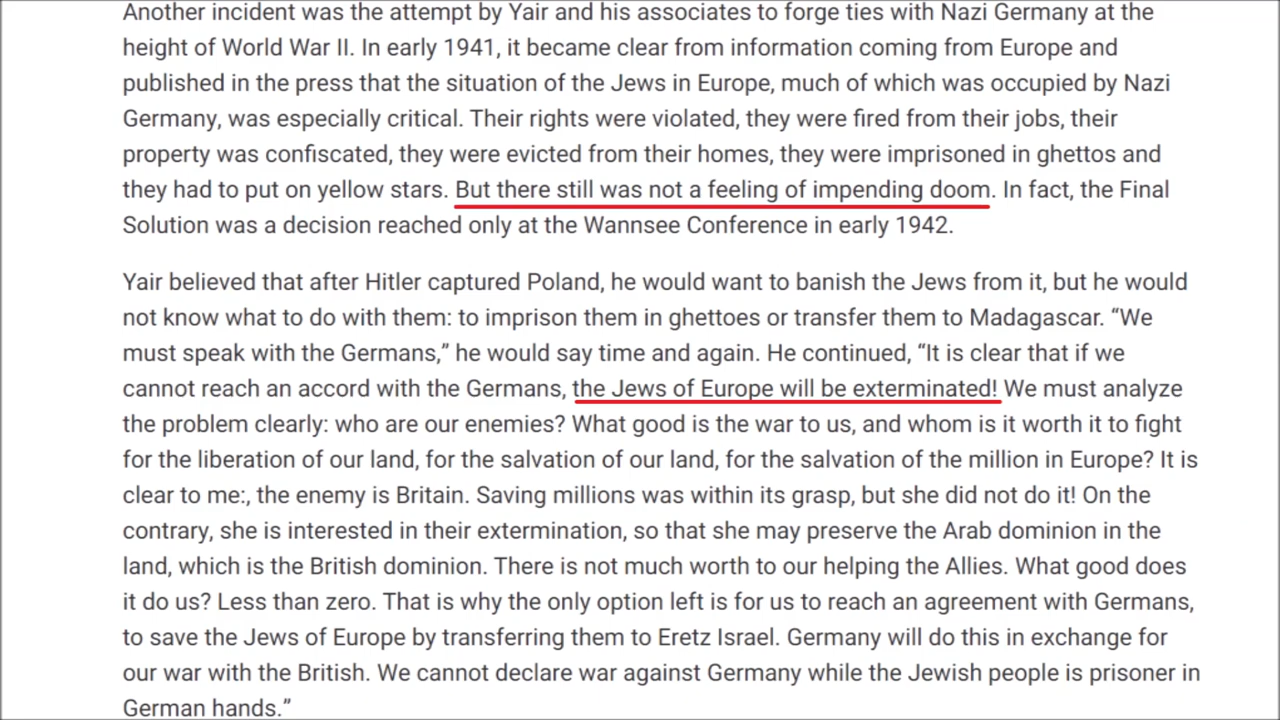 Another incident was the attempt by Yair and his associates to forge ties with Nazi Germany at the
height of World War II. In early 1941, it became clear from information coming from Europe and
published in the press that the situation of the Jews in Europe, much of which was occupied by Nazi
Germany, was especially critical. Their rights were violated, they were fired from their jobs, their
property was confiscated, they were evicted from their homes, they were imprisoned in ghettos and
they had to put on yellow stars. But there still was not a feeling of impending doom. In fact, the Final
Solution was a decision reached only at the Wannsee Conference in early 1942.
Yair believed that after Hitler captured Poland, he would want to banish the Jews from it, but he would
not know what to do with them: to imprison them in ghettoes or transfer them to Madagascar. “We
must speak with the Germans,” he would say time and again. He continued, “It is clear that if we
cannot reach an accord with the Germans, the Jews of Europe will be exterminated! We must analyze
the problem clearly: who are our enemies? What good is the war to us, and whom is it worth it to fight
for the liberation of our land, for the salvation of our land, for the salvation of the million in Europe? It is
clear to me:, the enemy is Britain. Saving millions was within its grasp, but she did not do it! On the
contrary, she is interested in their extermination, so that she may preserve the Arab dominion in the
land, which is the British dominion. There is not much worth to our helping the Allies. What good does
it do us? Less than zero. That is why the only option left is for us to reach an agreement with Germans,
to save the Jews of Europe by transferring them to Eretz Israel. Germany will do this in exchange for
our war with the British. We cannot declare war against Germany while the Jewish people is prisoner in
German hands.”